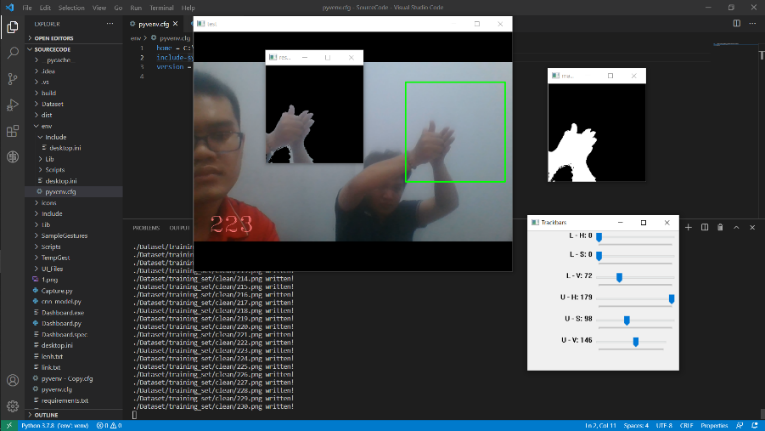 File Edit Selection View Go Run Terminal Help
pyvenv.cfg - SourceCode - Visual Studio Code
EXPLORER
OPEN EDITORS
SOURCECODE
__pycache__
.idea
.vs
build
Dataset
dist
env
Include
desktop.ini
Lib
Scripts
desktop.ini
pyvenv.cfg
icons
Include
Lib
Scripts
SampleGestures
TempGest
UI_Files
1.png
Capture.py
cnn-model.py
Dashboard.exe
Dashboard.py
Dashboard.spec
desktop.ini
link.txt
pyvenv - Copy.cfg
pyvenv.cfg
requirements.txt
OUTLINE
pyvenv.cfg
env > pyvenv.cfg
1 home = C:\
2
3 version =
4
223
Trackbars
L - H: 0
L - S: 0
L - V: 72
U - H: 179
U - S: 98
U - V: 146
PROBLEMS OUTPUT
./Dataset/training_set/clean/214.png written!
./Dataset/training_set/clean/215.png written!
./Dataset/training_set/clean/216.png written!
./Dataset/training_set/clean/217.png written!
./Dataset/training_set/clean/218.png written!
./Dataset/training_set/clean/219.png written!
./Dataset/training_set/clean/220.png written!
./Dataset/training_set/clean/221.png written!
./Dataset/training_set/clean/222.png written!
./Dataset/training_set/clean/223.png written!
./Dataset/training_set/clean/224.png written!
./Dataset/training_set/clean/225.png written!
./Dataset/training_set/clean/226.png written!
./Dataset/training_set/clean/227.png written!
./Dataset/training_set/clean/228.png written!
./Dataset/training_set/clean/229.png written!
./Dataset/training_set/clean/230.png written!
Python 3.7.8 ('env': venv) 0 0
Ln 2, Col 11 Spaces: 4 UTF-8 CRLF Properties